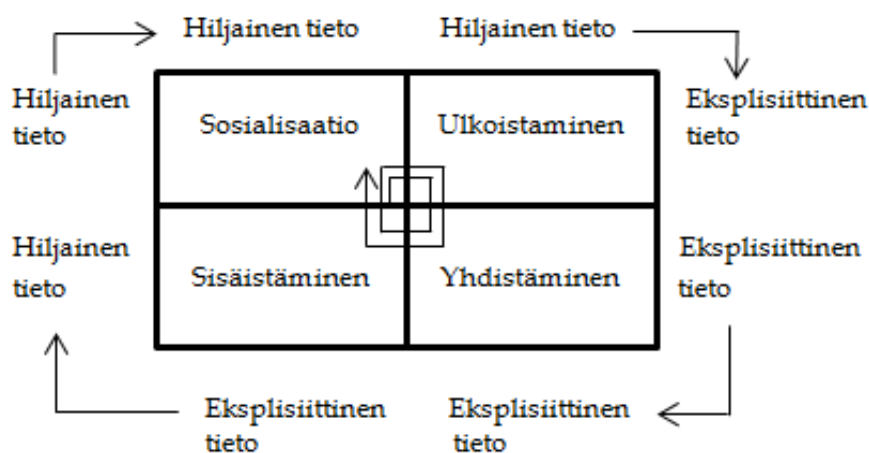 Hiljainen tieto
Hiljainen tieto
Hiljainen
tieto
Sosialisaatio
Ulkoistaminen
Eksplisiittinen
tieto
Hiljainen
tieto
Sisäistäminen
Yhdistäminen
Eksplisiittinen
tieto
Eksplisiittinen
tieto
Eksplisiittinen
tieto